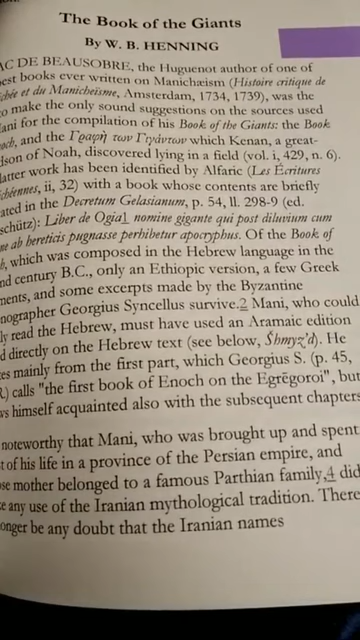 The Book of the Giants
By W. B. HENNING
AC DE BEAUSOBRE, the Huguenot author of one of
best books ever written on Manichæism (Histoire critique de
chée et du Manicheïsme, Amsterdam, 1734, 1739), was the
o make the only sound suggestions on the sources used
ani for the compilation of his Book of the Giants: the Book
och, and the Γραφὴ των Γιγάντων which Kenan, a great-
lson of Noah, discovered lying in a field (vol. i, 429, n. 6).
latter work has been identified by Alfaric (Les Écritures
chéennes, ii, 32) with a book whose contents are briefly
ated in the Decretum Gelasianum, p. 54, ll. 298-9 (ed.
schütz): Liber de Ogia1 nomine gigante qui post diluvium cum
ne ab hereticis pugnasse perhibetur apocryphus. Of the Book of
h, which was composed in the Hebrew language in the
nd century B.C., only an Ethiopic version, a few Greek
ments, and some excerpts made by the Byzantine
nographer Georgius Syncellus survive.2 Mani, who could
ly read the Hebrew, must have used an Aramaic edition
d directly on the Hebrew text (see below, Šhmyz'd). He
es mainly from the first part, which Georgius S. (p. 45,
R.) calls "the first book of Enoch on the Egrēgoroi", but
ws himself acquainted also with the subsequent chapters
noteworthy that Mani, who was brought up and spent
t of his life in a province of the Persian empire, and
se mother belonged to a famous Parthian family,4 did
e any use of the Iranian mythological tradition. There
onger be any doubt that the Iranian names